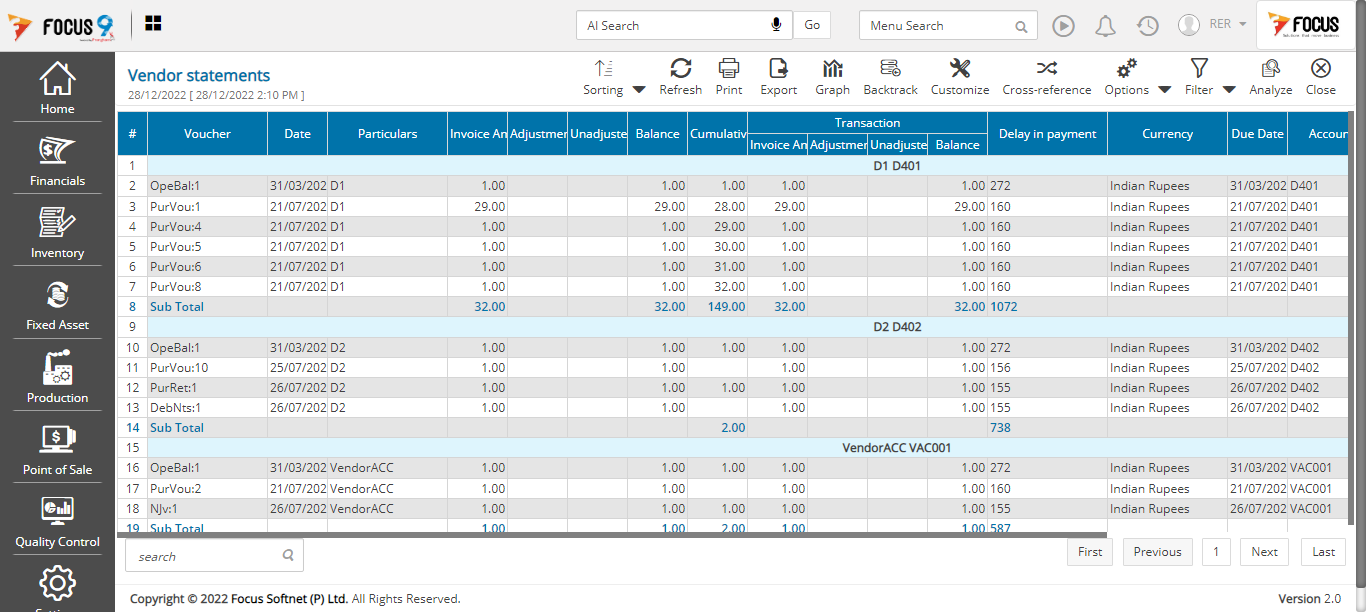 FOCUS 9
AI Search
Go
Menu Search
RER
FOCUS
Home
Financials
Inventory
Fixed Asset
Production
Point of Sale
Quality Control
Vendor statements
28/12/2022 [ 28/12/2022 2:10 PM ]
Sorting Refresh Print Export Graph Backtrack Customize Cross-reference Options Filter Analyze Close
Transaction
# Voucher Date Particulars Invoice An Adjustmer Unadjuste Balance Cumulativ Invoice An Adjustmer Unadjuste Balance Delay in payment Currency Due Date Accoun
1 D1 D401
2 OpeBal:1 31/03/202 D1 1.00 1.00 1.00 1.00 1.00 272 Indian Rupees 31/03/202 D401
3 PurVou:1 21/07/202 D1 29.00 29.00 28.00 29.00 29.00 160 Indian Rupees 21/07/202 D401
4 PurVou:4 21/07/202 D1 1.00 1.00 29.00 1.00 1.00 160 Indian Rupees 21/07/202 D401
5 PurVou:5 21/07/202 D1 1.00 1.00 30.00 1.00 1.00 160 Indian Rupees 21/07/202 D401
6 PurVou:6 21/07/202 D1 1.00 1.00 31.00 1.00 1.00 160 Indian Rupees 21/07/202 D401
7 PurVou:8 21/07/202 D1 1.00 1.00 32.00 1.00 1.00 160 Indian Rupees 21/07/202 D401
8 Sub Total 32.00 32.00 149.00 32.00 32.00 1072
9 D2 D402
10 OpeBal:1 31/03/202 D2 1.00 1.00 1.00 1.00 1.00 272 Indian Rupees 31/03/202 D402
11 PurVou:10 25/07/202 D2 1.00 1.00 1.00 1.00 156 Indian Rupees 25/07/202 D402
12 PurRet:1 26/07/202 D2 1.00 1.00 1.00 1.00 1.00 155 Indian Rupees 26/07/202 D402
13 DebNts:1 26/07/202 D2 1.00 1.00 1.00 1.00 155 Indian Rupees 26/07/202 D402
14 Sub Total 2.00 738
15 VendorACC VAC001
16 OpeBal:1 31/03/202 VendorACC 1.00 1.00 1.00 1.00 1.00 272 Indian Rupees 31/03/202 VAC001
17 PurVou:2 21/07/202 VendorACC 1.00 1.00 1.00 1.00 160 Indian Rupees 21/07/202 VAC001
18 NJv:1 26/07/202 VendorACC 1.00 1.00 1.00 1.00 1.00 155 Indian Rupees 26/07/202 VAC001
19 Sub Total 1.00 1.00 2.00 1.00 1.00 587
search
First Previous 1 Next Last
Copyright © 2022 Focus Softnet (P) Ltd. All Rights Reserved.
Version 2.0